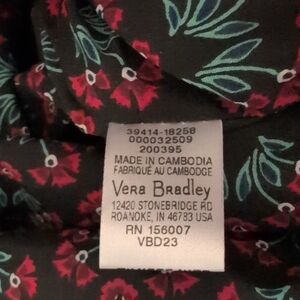 39414-18258
000032509
200395
MADE IN CAMBODIA
FABRIQUÉ AU CAMBODGE
Vera Bradley
12420 STONEBRIDGE RD
ROANOKE, IN 46783 USA
RN 156007
VBD23